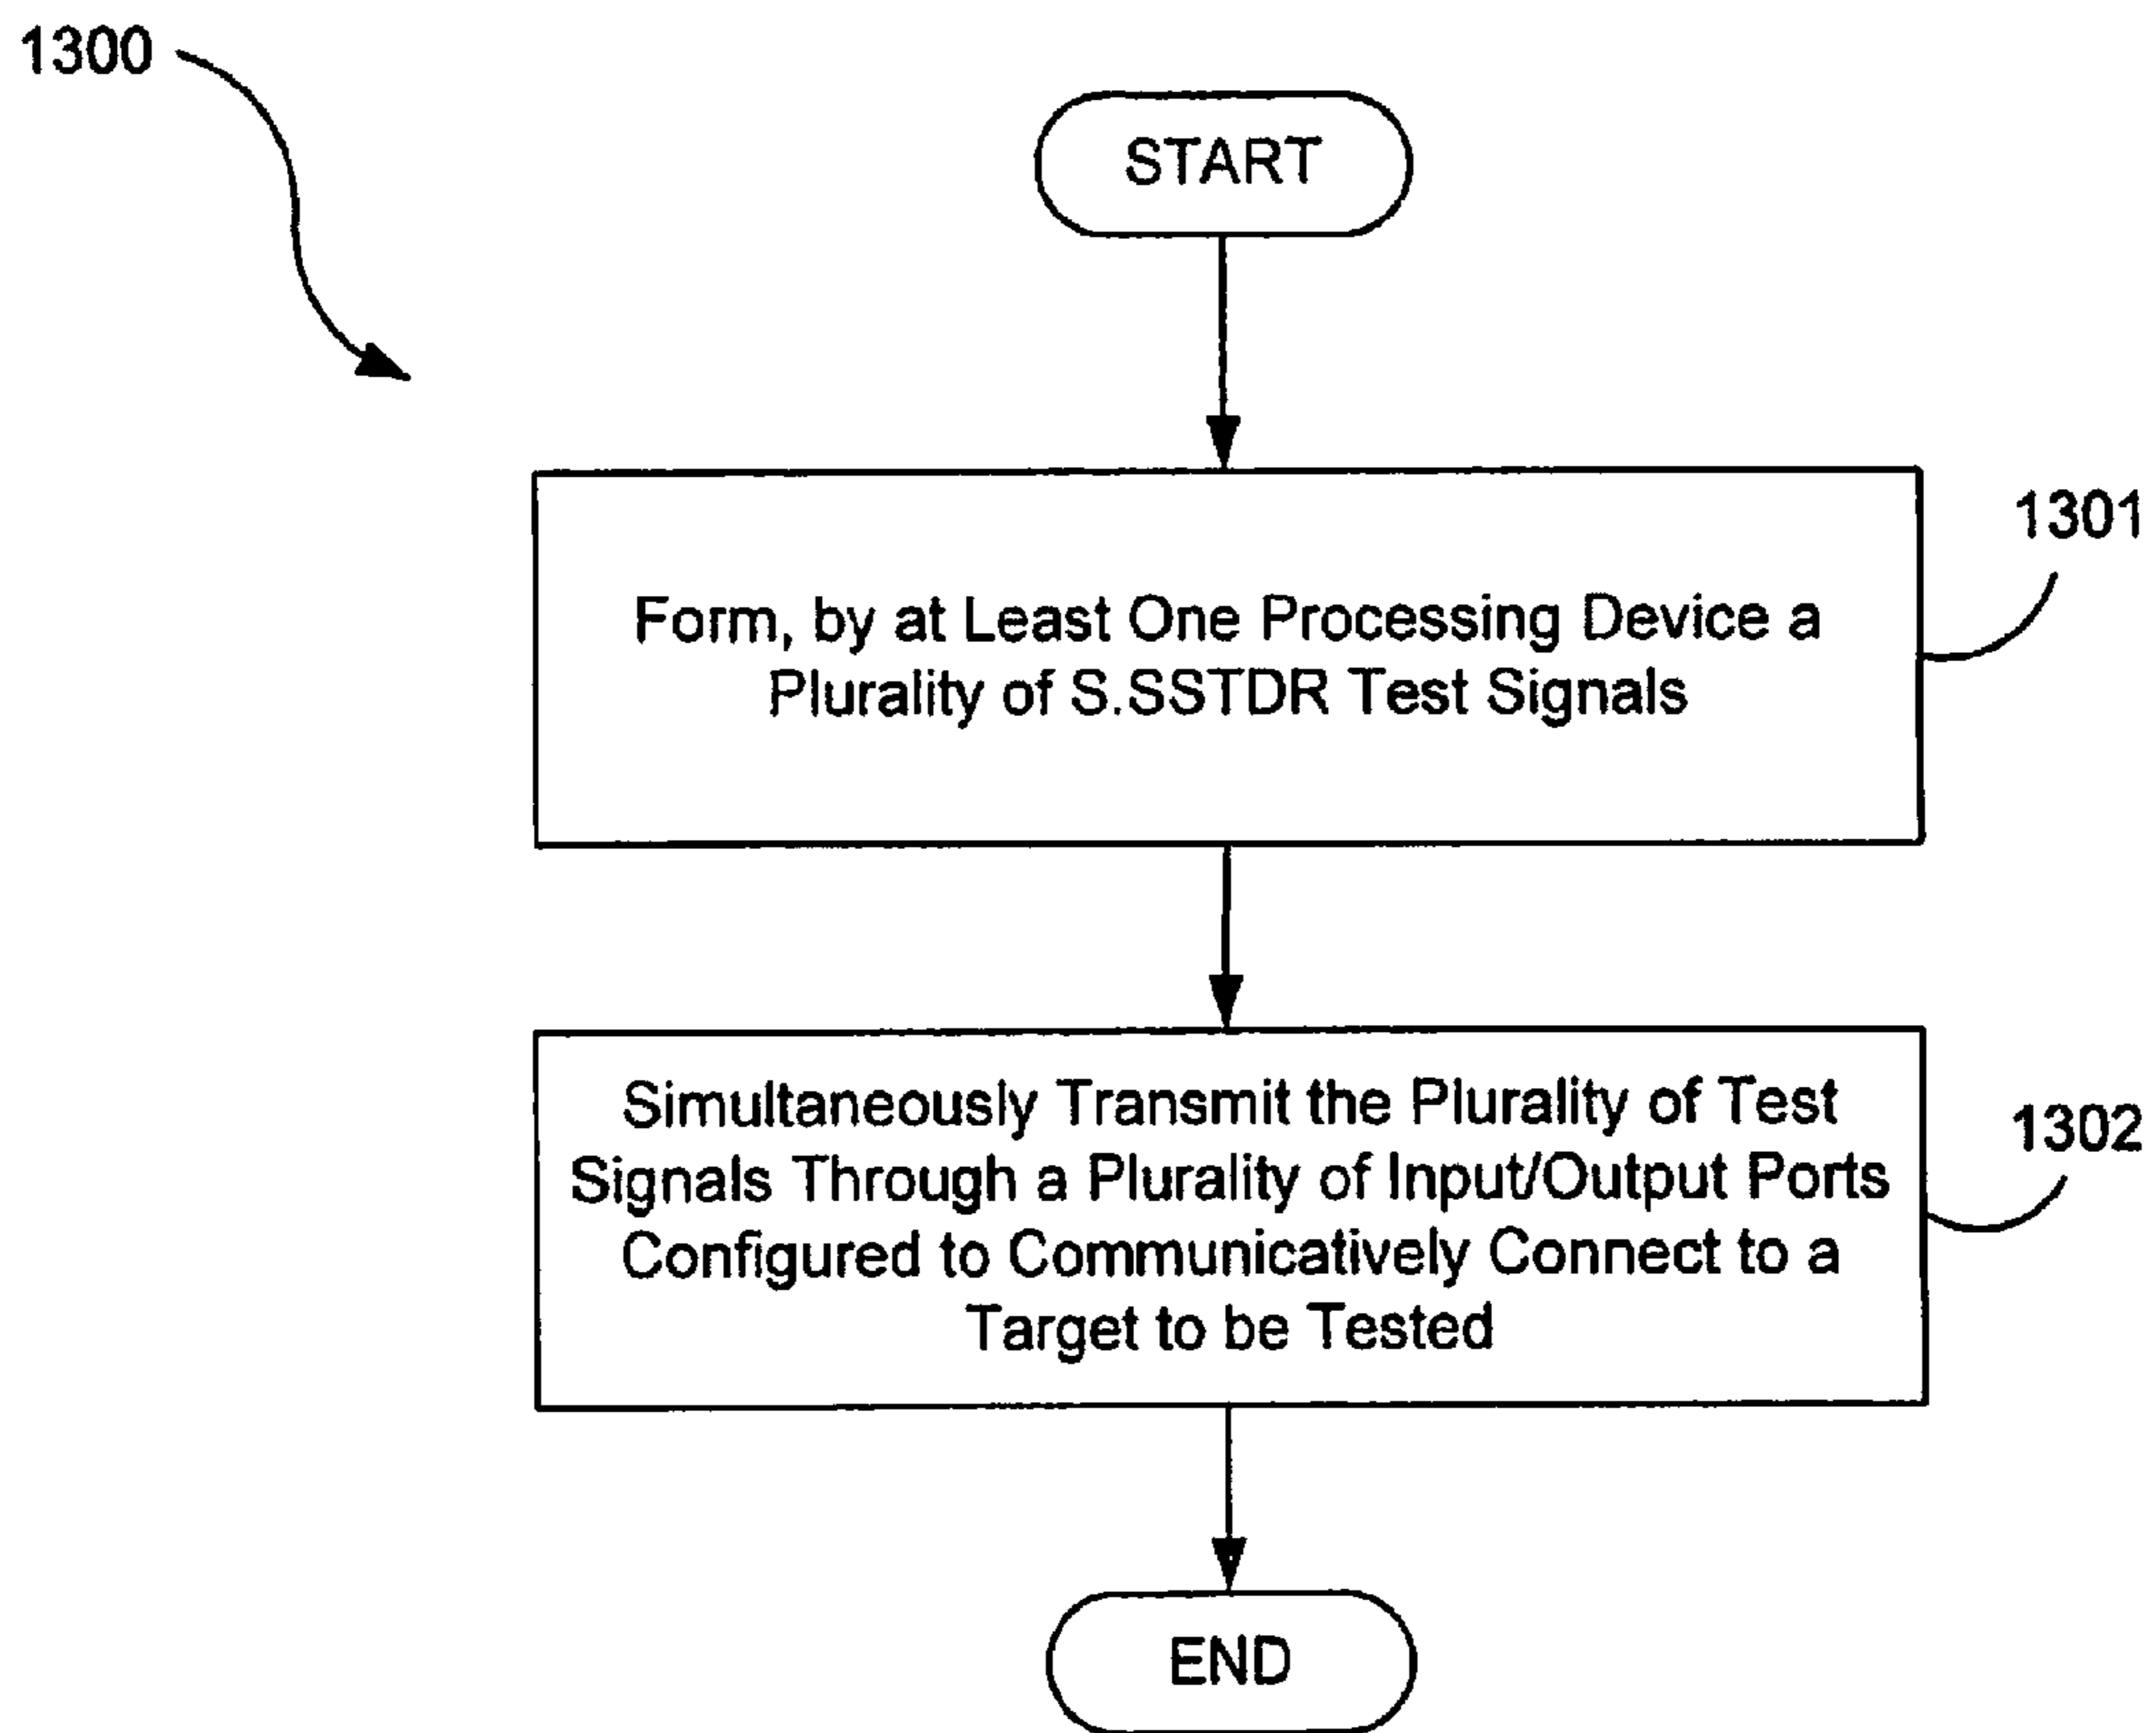 1300
START
1301
Form, by at Least One Processing Device a
Plurality of S.SSTDR Test Signals
1302
Simultaneously Transmit the Plurality of Test
Signals Through a Plurality of Input/Output Ports
Configured to Communicatively Connect to a
Target to be Tested
END